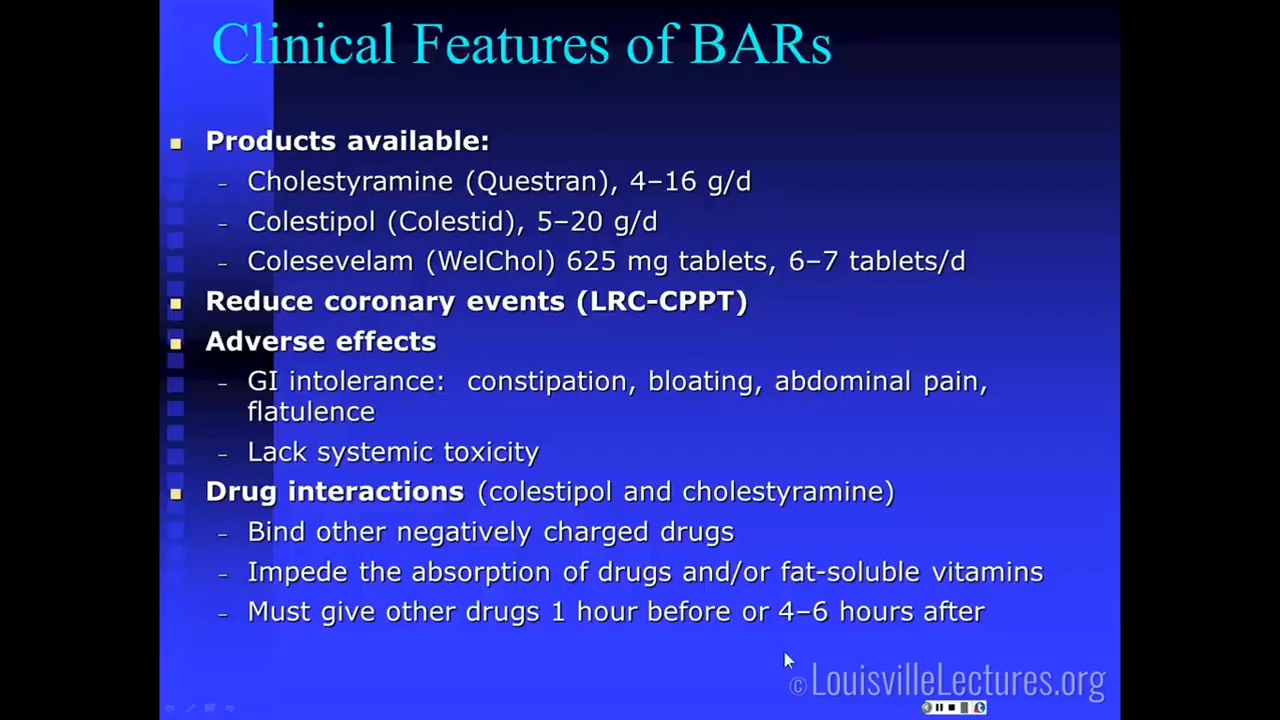 Clinical Features of BARs
Products available:
– Cholestyramine (Questran), 4–16 g/d
– Colestipol (Colestid), 5–20 g/d
– Colesevelam (WelChol) 625 mg tablets, 6–7 tablets/d
Reduce coronary events (LRC-CPPT)
Adverse effects
– GI intolerance: constipation, bloating, abdominal pain,
flatulence
– Lack systemic toxicity
Drug interactions (colestipol and cholestyramine)
– Bind other negatively charged drugs
– Impede the absorption of drugs and/or fat-soluble vitamins
– Must give other drugs 1 hour before or 4–6 hours after
©LouisvilleLectures.org